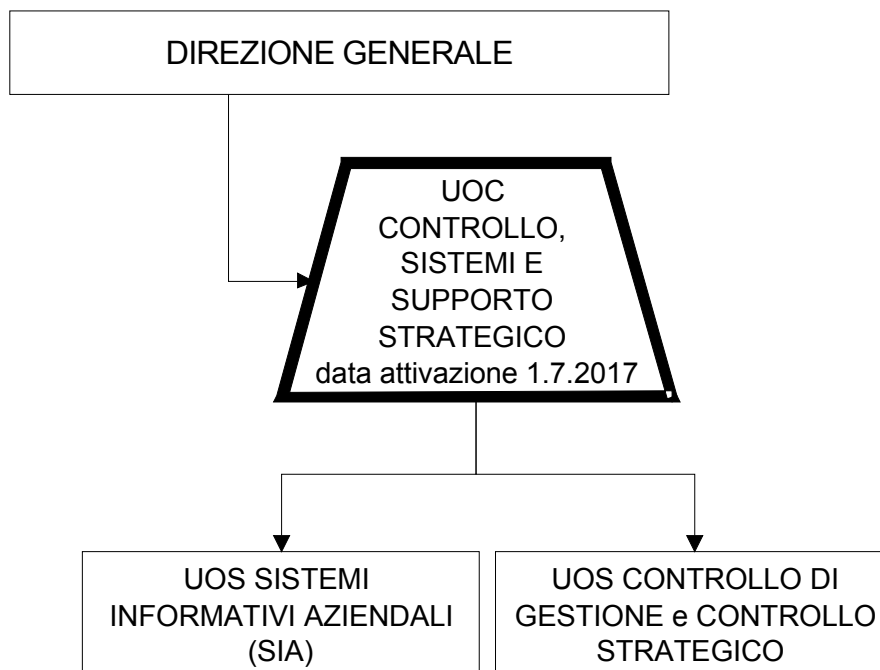 DIREZIONE GENERALE
UOC
CONTROLLO,
SISTEMI E
SUPPORTO
STRATEGICO
data attivazione 1.7.2017
UOS SISTEMI
INFORMATIVI AZIENDALI
(SIA)
UOS CONTROLLO DI
GESTIONE e CONTROLLO
STRATEGICO